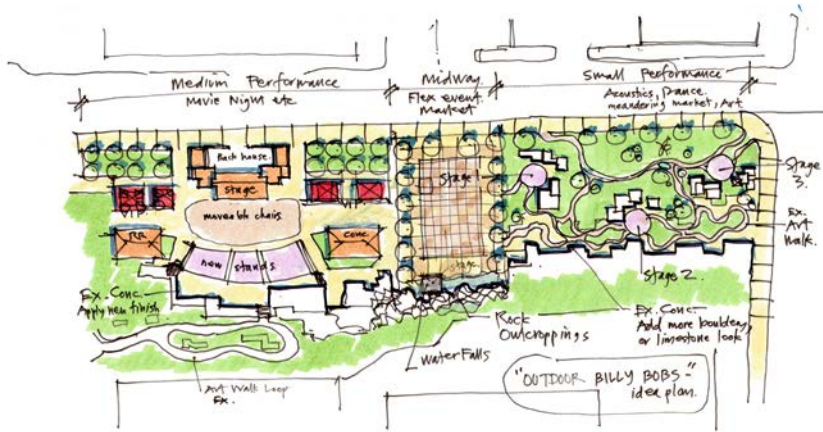 Medium Performance
Movie Night etc
Midway.
Flex event.
market
Small Performance
Acoustics, Dance.
meandering market, Art
Back house.
Stage
moveable chairs.
V.I.P.
RR
Conc.
new stands.
Stage 1
Stage
Stage
3.
Ex.
Art
Walk.
Stage 2.
Ex. Conc.
Apply new finish
Rock
Outcroppings
Ex. Conc.
Add more boulders
or limestone look
Water Falls
Art Walk Loop
Ex.
"OUTDOOR BILLY BOBS"
idea plan.